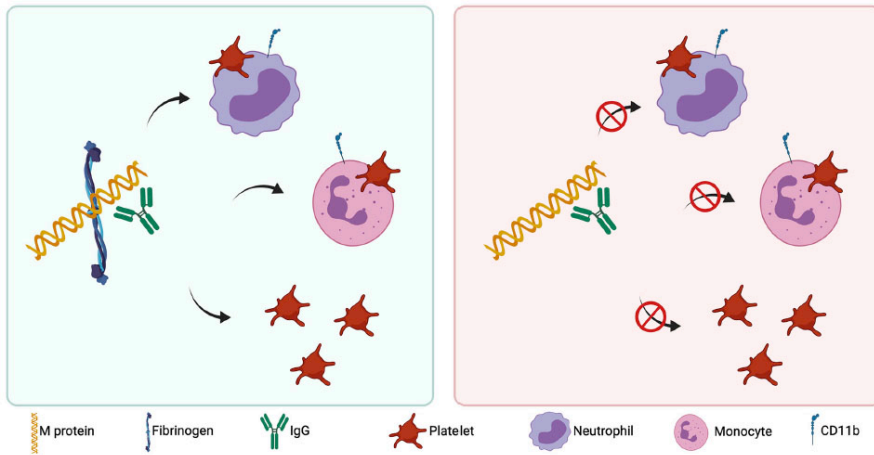 M protein
Fibrinogen
IgG
Platelet
Neutrophil
Monocyte
CD11b